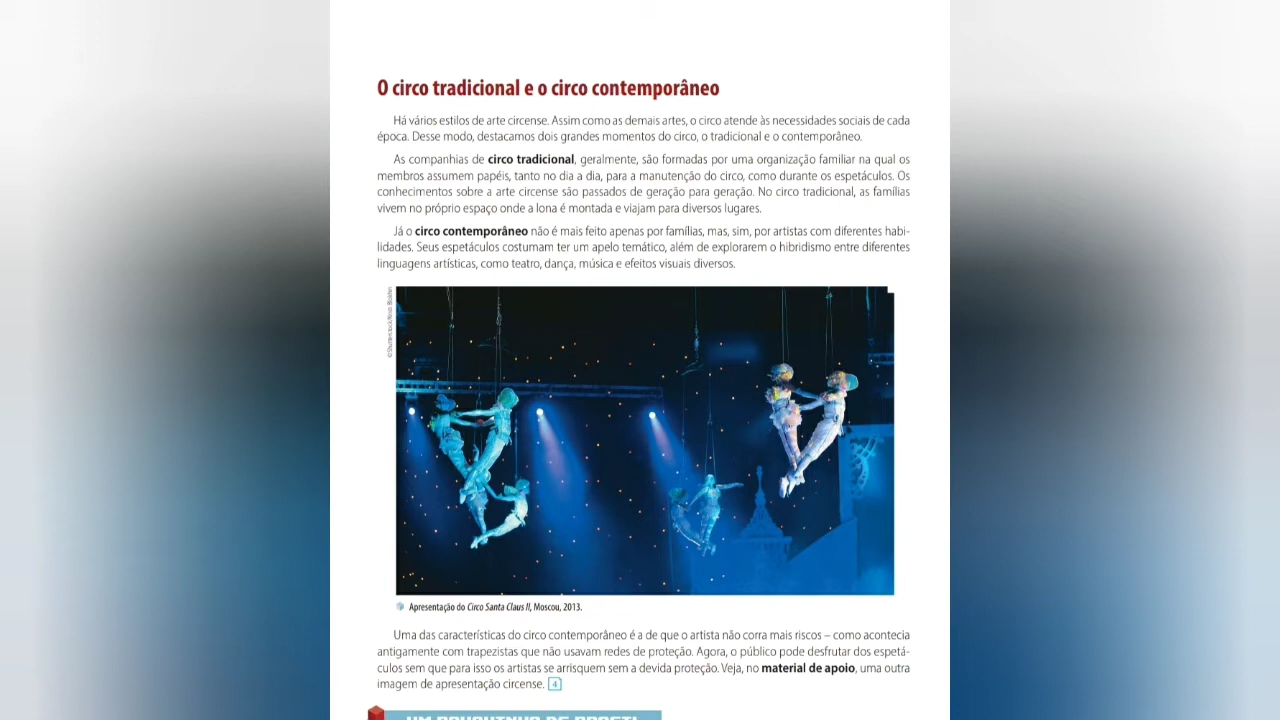 O circo tradicional e o circo contemporâneo
Há vários estilos de arte circense. Assim como as demais artes, o circo atende às necessidades sociais de cada
época. Desse modo, destacamos dois grandes momentos do circo, o tradicional e o contemporâneo.
As companhias de circo tradicional, geralmente, são formadas por uma organização familiar na qual os
membros assumem papéis, tanto no dia a dia, para a manutenção do circo, como durante os espetáculos. Os
conhecimentos sobre a arte circense são passados de geração para geração. No circo tradicional, as famílias
vivem no próprio espaço onde a lona é montada e viajam para diversos lugares.
Já o circo contemporâneo não é mais feito apenas por famílias, mas, sim, por artistas com diferentes habi-
lidades. Seus espetáculos costumam ter um apelo temático, além de explorarem o hibridismo entre diferentes
linguagens artísticas, como teatro, dança, música e efeitos visuais diversos.
Apresentação do Circo Santa Claus II, Moscou, 2013.
Uma das características do circo contemporâneo é a de que o artista não corra mais riscos – como acontecia
antigamente com trapezistas que não usavam redes de proteção. Agora, o público pode desfrutar dos espetá-
culos sem que para isso os artistas se arrisquem sem a devida proteção. Veja, no material de apoio, uma outra
imagem de apresentação circense. 4